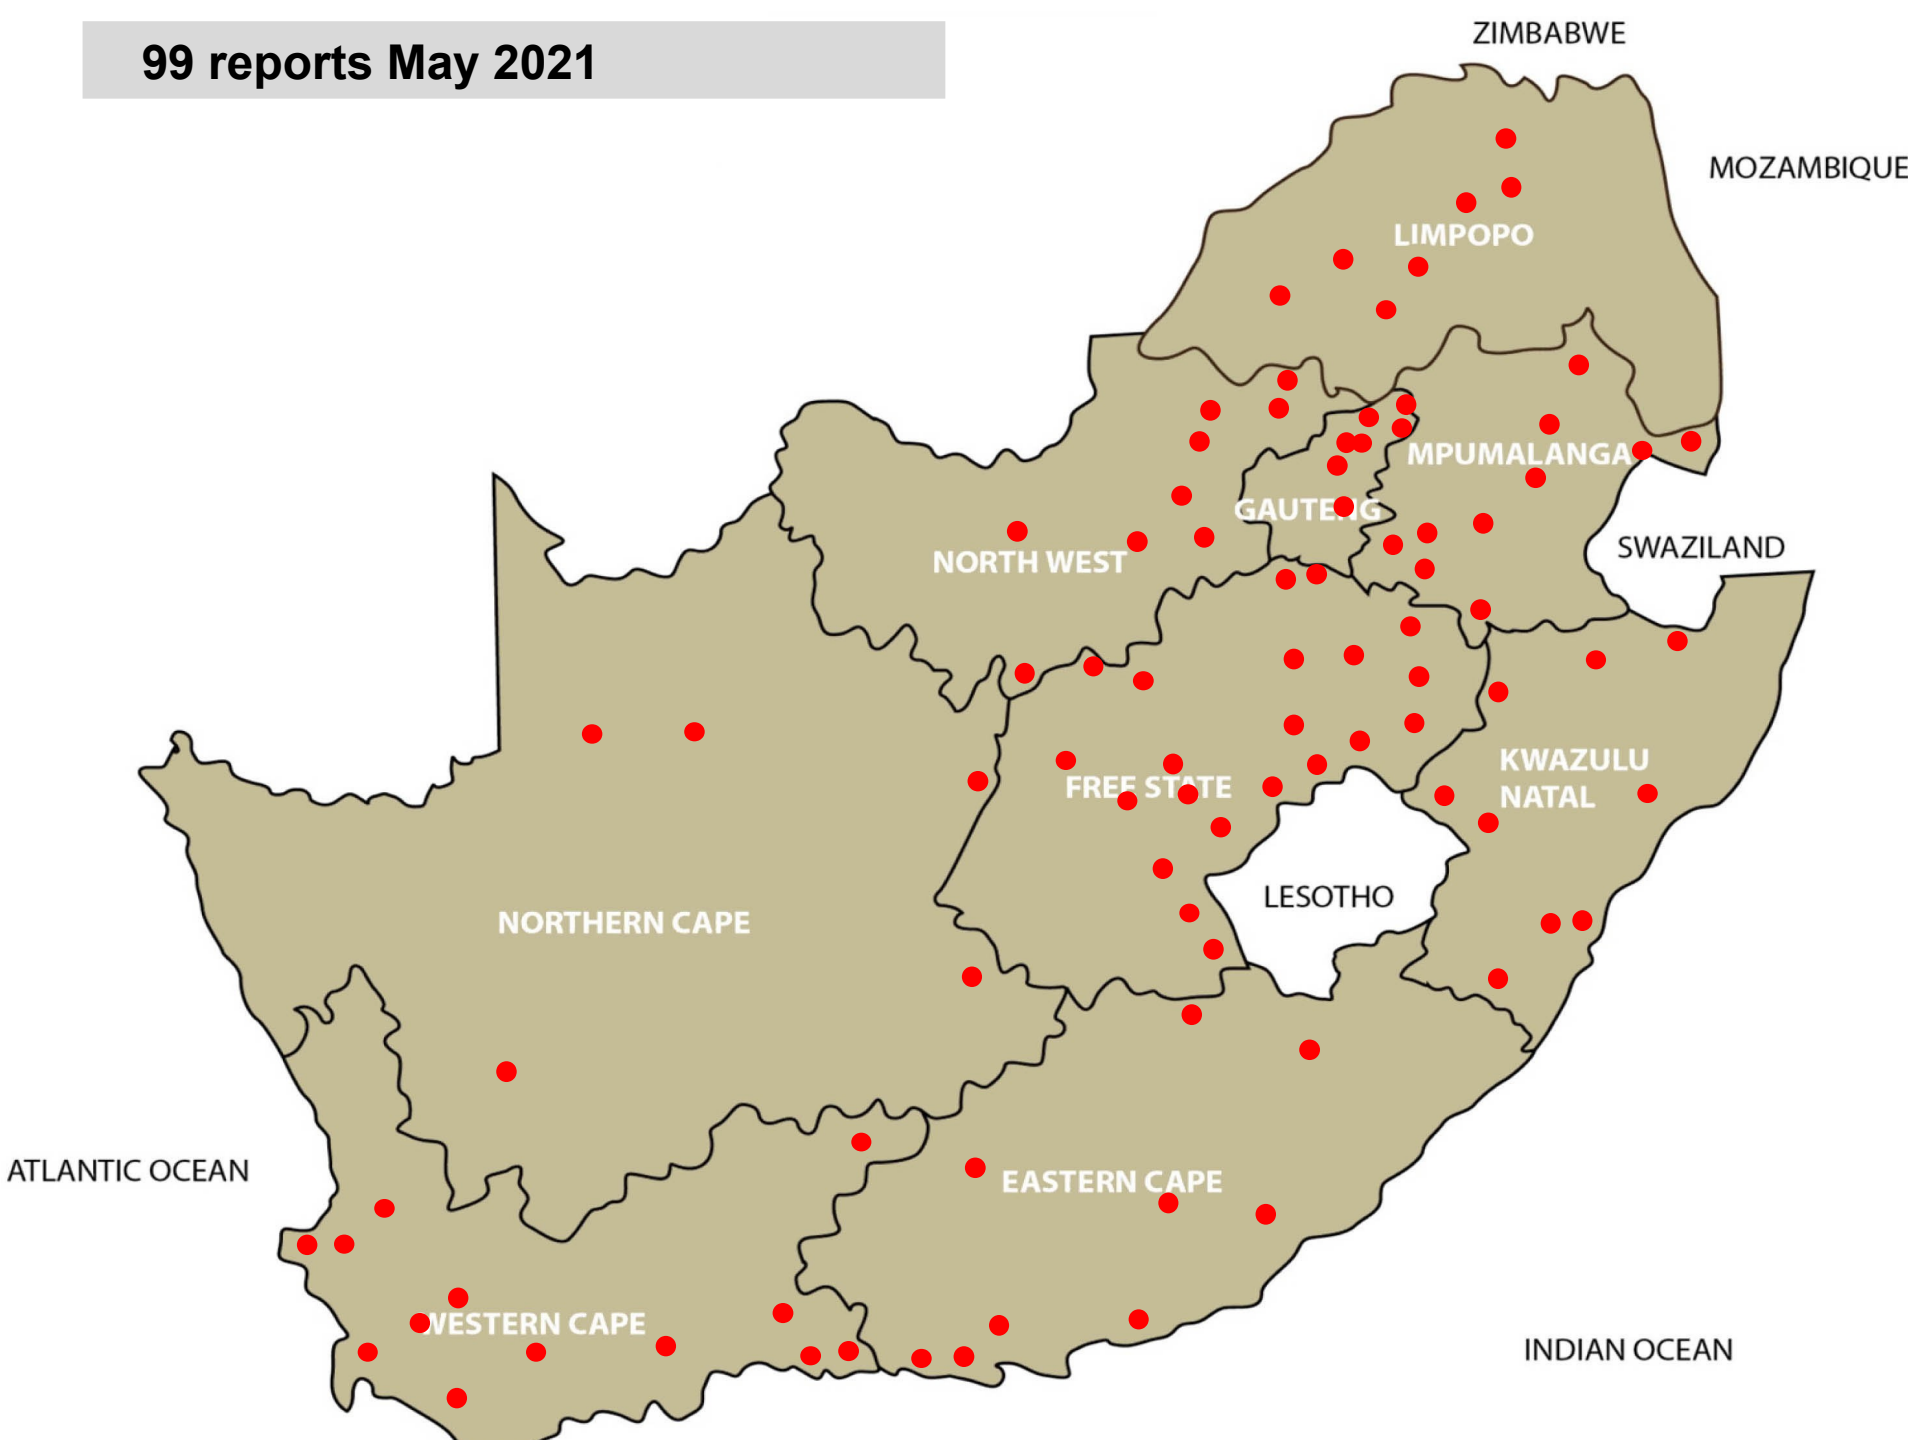 99 reports May 2021
ZIMBABWE
MOZAMBIQUE
LIMPOPO
MPUMALANGA
GAUTENG
SWAZILAND
NORTH WEST
KWAZULU
NATAL
FREE STATE
LESOTHO
NORTHERN CAPE
ATLANTIC OCEAN
EASTERN CAPE
WESTERN CAPE
INDIAN OCEAN